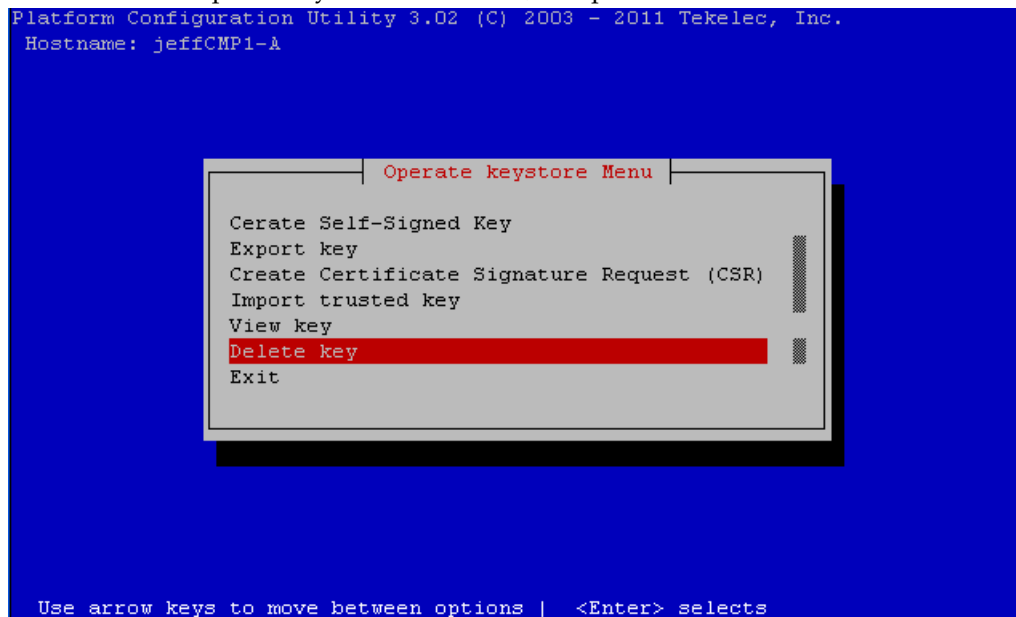 Platform Configuration Utility 3.02 (C) 2003 - 2011 Tekelec, Inc.
Hostname: jeffCMP1-A
Operate keystore Menu
Cerate Self-Signed Key
Export key
Create Certificate Signature Request (CSR)
Import trusted key
View key
Delete key
Exit
Use arrow keys to move between options | <Enter> selects